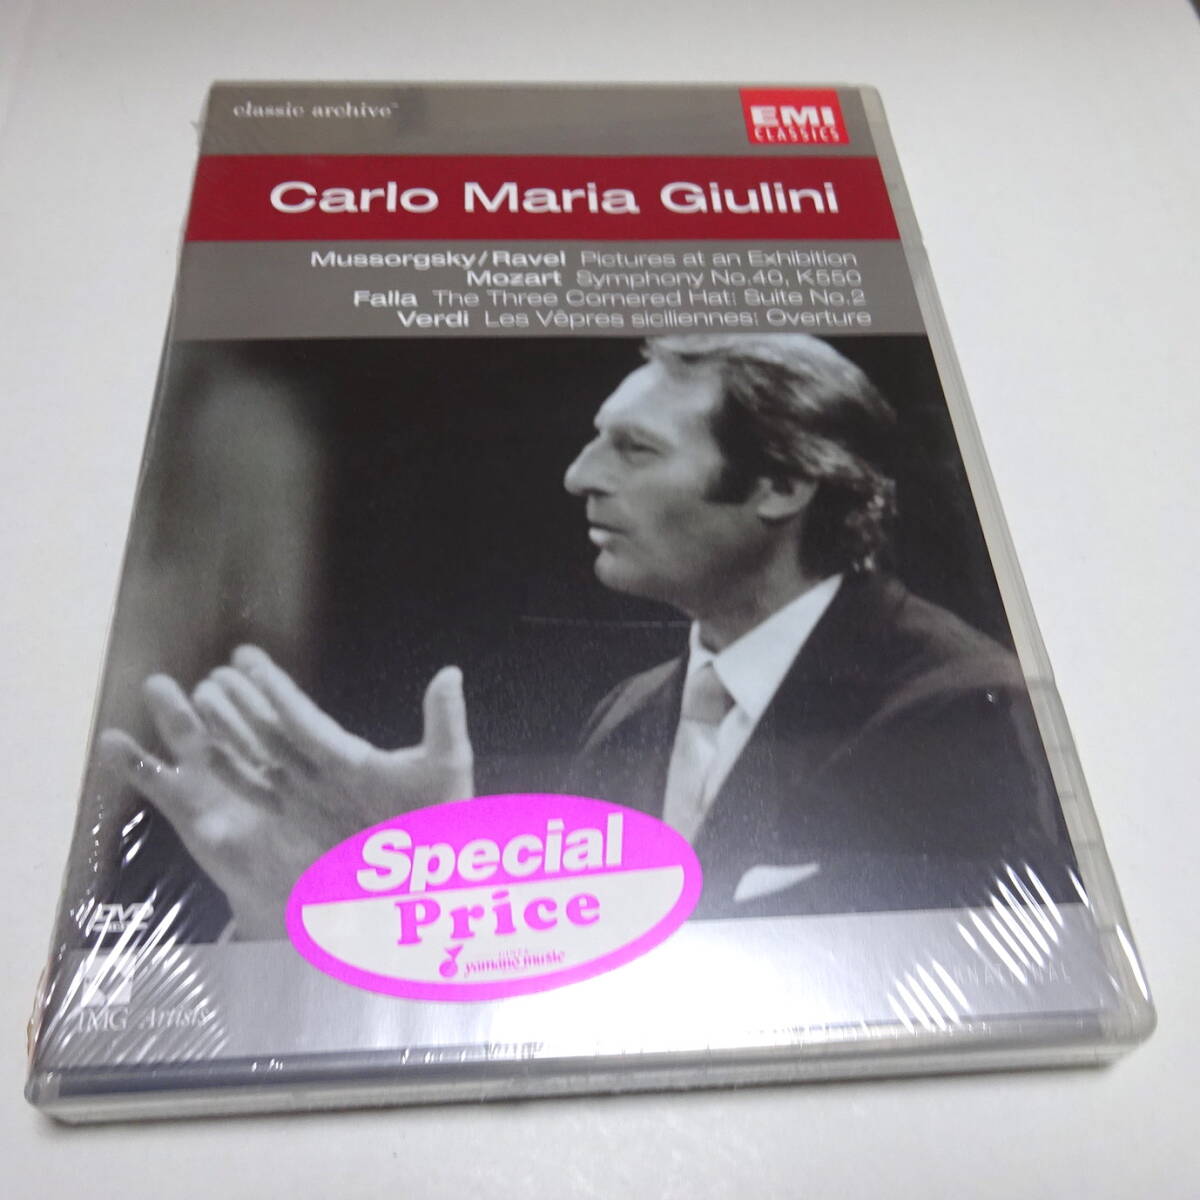 classic archive™
EMI
CLASSICS
Carlo Maria Giulini
Mussorgsky/Ravel Pictures at an Exhibition
Mozart Symphony No.40, K550
Falla The Three Cornered Hat: Suite No.2
Verdi Les Vêpres siciliennes: Overture
Special
Price
yamano music
DVD
IMG Artists